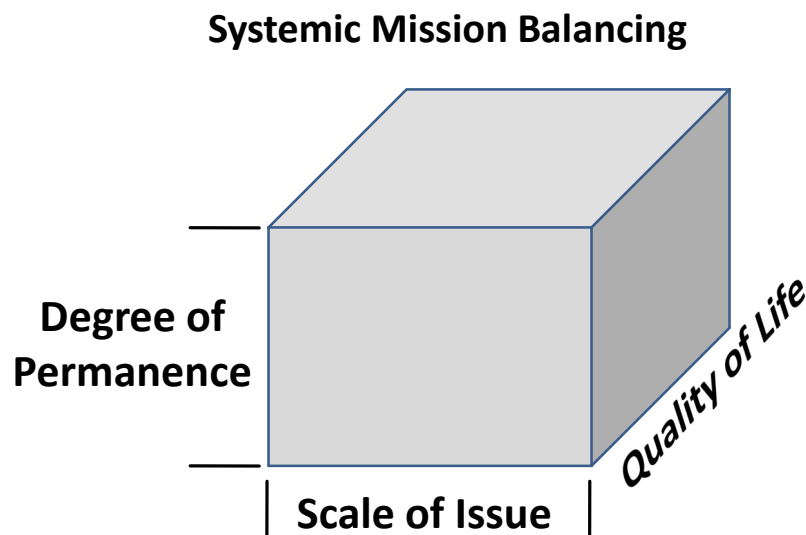 Systemic Mission Balancing
Degree of
Permanence
Quality of Life
Scale of Issue